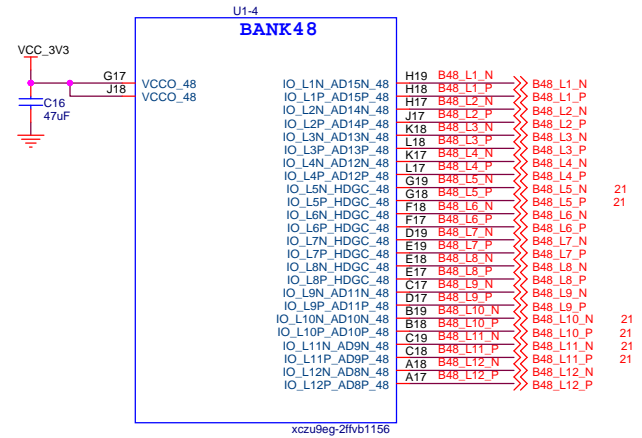 U1-4
BANK48
VCC_3V3
G17 VCCO_48
J18 VCCO_48
C16
47uF
IO_L1N_AD15N_48 H19 B48_L1_N B48_L1_N
IO_L1P_AD15P_48 H18 B48_L1_P B48_L1_P
IO_L2N_AD14N_48 H17 B48_L2_N B48_L2_N
IO_L2P_AD14P_48 J17 B48_L2_P B48_L2_P
IO_L3N_AD13N_48 K18 B48_L3_N B48_L3_N
IO_L3P_AD13P_48 L18 B48_L3_P B48_L3_P
IO_L4N_AD12N_48 K17 B48_L4_N B48_L4_N
IO_L4P_AD12P_48 L17 B48_L4_P B48_L4_P
IO_L5N_HDGC_48 G19 B48_L5_N B48_L5_N 21
IO_L5P_HDGC_48 G18 B48_L5_P B48_L5_P 21
IO_L6N_HDGC_48 F18 B48_L6_N B48_L6_N
IO_L6P_HDGC_48 F17 B48_L6_P B48_L6_P
IO_L7N_HDGC_48 D19 B48_L7_N B48_L7_N
IO_L7P_HDGC_48 E19 B48_L7_P B48_L7_P
IO_L8N_HDGC_48 E18 B48_L8_N B48_L8_N
IO_L8P_HDGC_48 E17 B48_L8_P B48_L8_P
IO_L9N_AD11N_48 C17 B48_L9_N B48_L9_N
IO_L9P_AD11P_48 D17 B48_L9_P B48_L9_P
IO_L10N_AD10N_48 B19 B48_L10_N B48_L10_N 21
IO_L10P_AD10P_48 B18 B48_L10_P B48_L10_P 21
IO_L11N_AD9N_48 C19 B48_L11_N B48_L11_N 21
IO_L11P_AD9P_48 C18 B48_L11_P B48_L11_P 21
IO_L12N_AD8N_48 A18 B48_L12_N B48_L12_N
IO_L12P_AD8P_48 A17 B48_L12_P B48_L12_P
xczu9eg-2ffvb1156